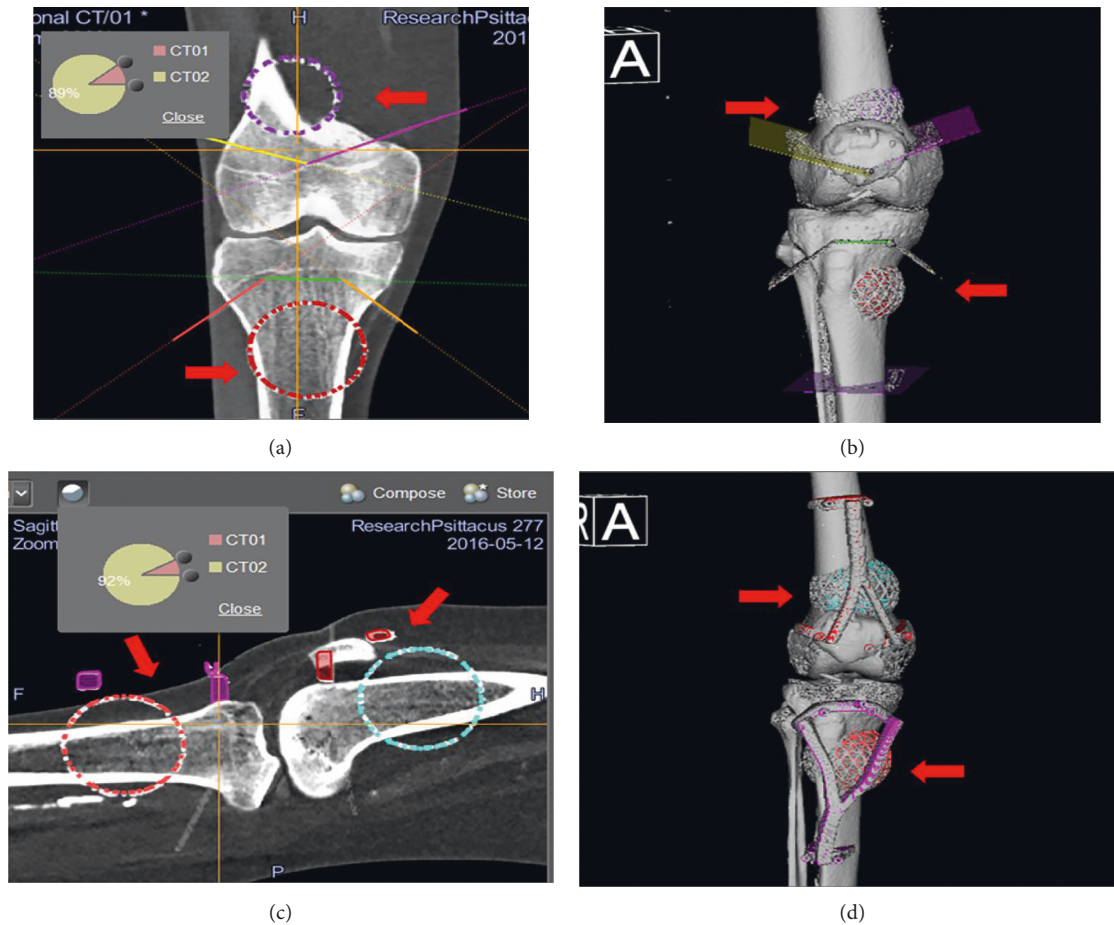 onal CT/01 *
H
ResearchPsittac
201
CT01
CT02
89%
Close
F
(a)
A
(b)
Compose
Store
Sagitt
Zoom
ResearchPsittacus 277
2016-05-12
CT01
CT02
92%
Close
F
H
P
(c)
R A
(d)